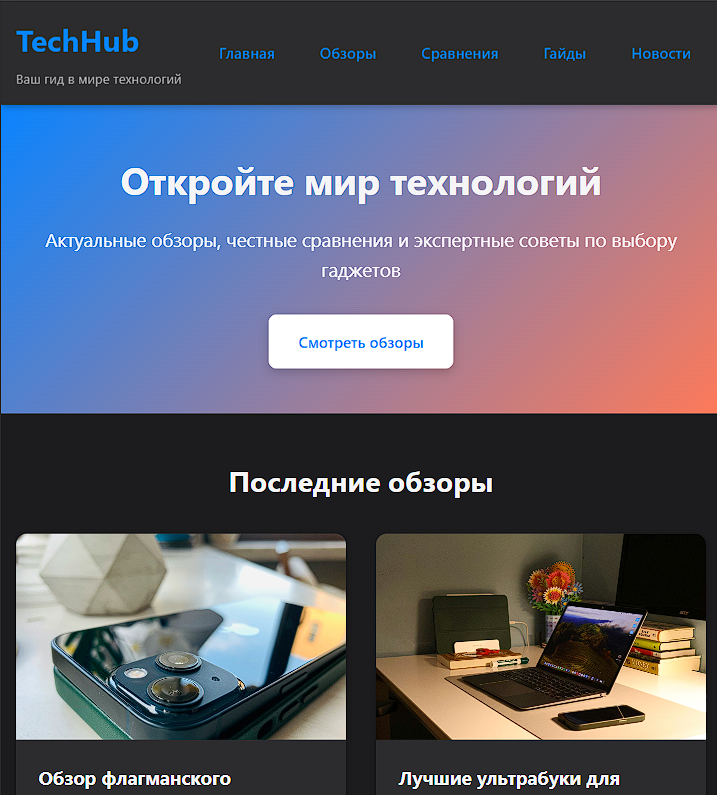 TechHub
Ваш гид в мире технологий
Главная
Обзоры
Сравнения
Гайды
Новости
Откройте мир технологий
Актуальные обзоры, честные сравнения и экспертные советы по выбору
гаджетов
Смотреть обзоры
Последние обзоры
Обзор флагманского
Лучшие ультрабуки для